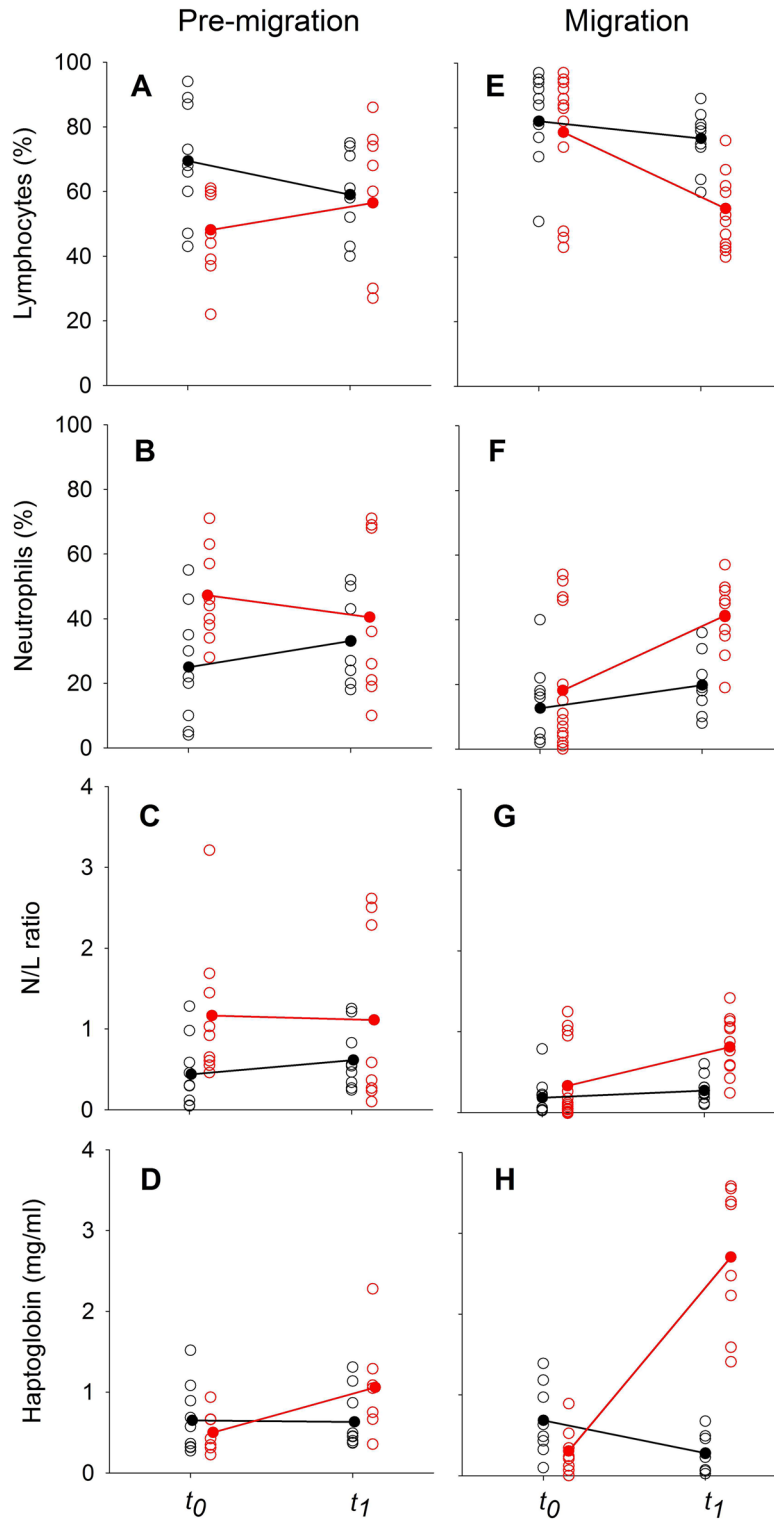 Pre-migration Migration
A E
Lymphocytes (%)
100
80
60
40
20
0
B F
Neutrophils (%)
100
80
60
40
20
0
C G
N/L ratio
4
3
2
1
0
D H
Haptoglobin (mg/ml)
4
3
2
1
0
t0 t1 t0 t1